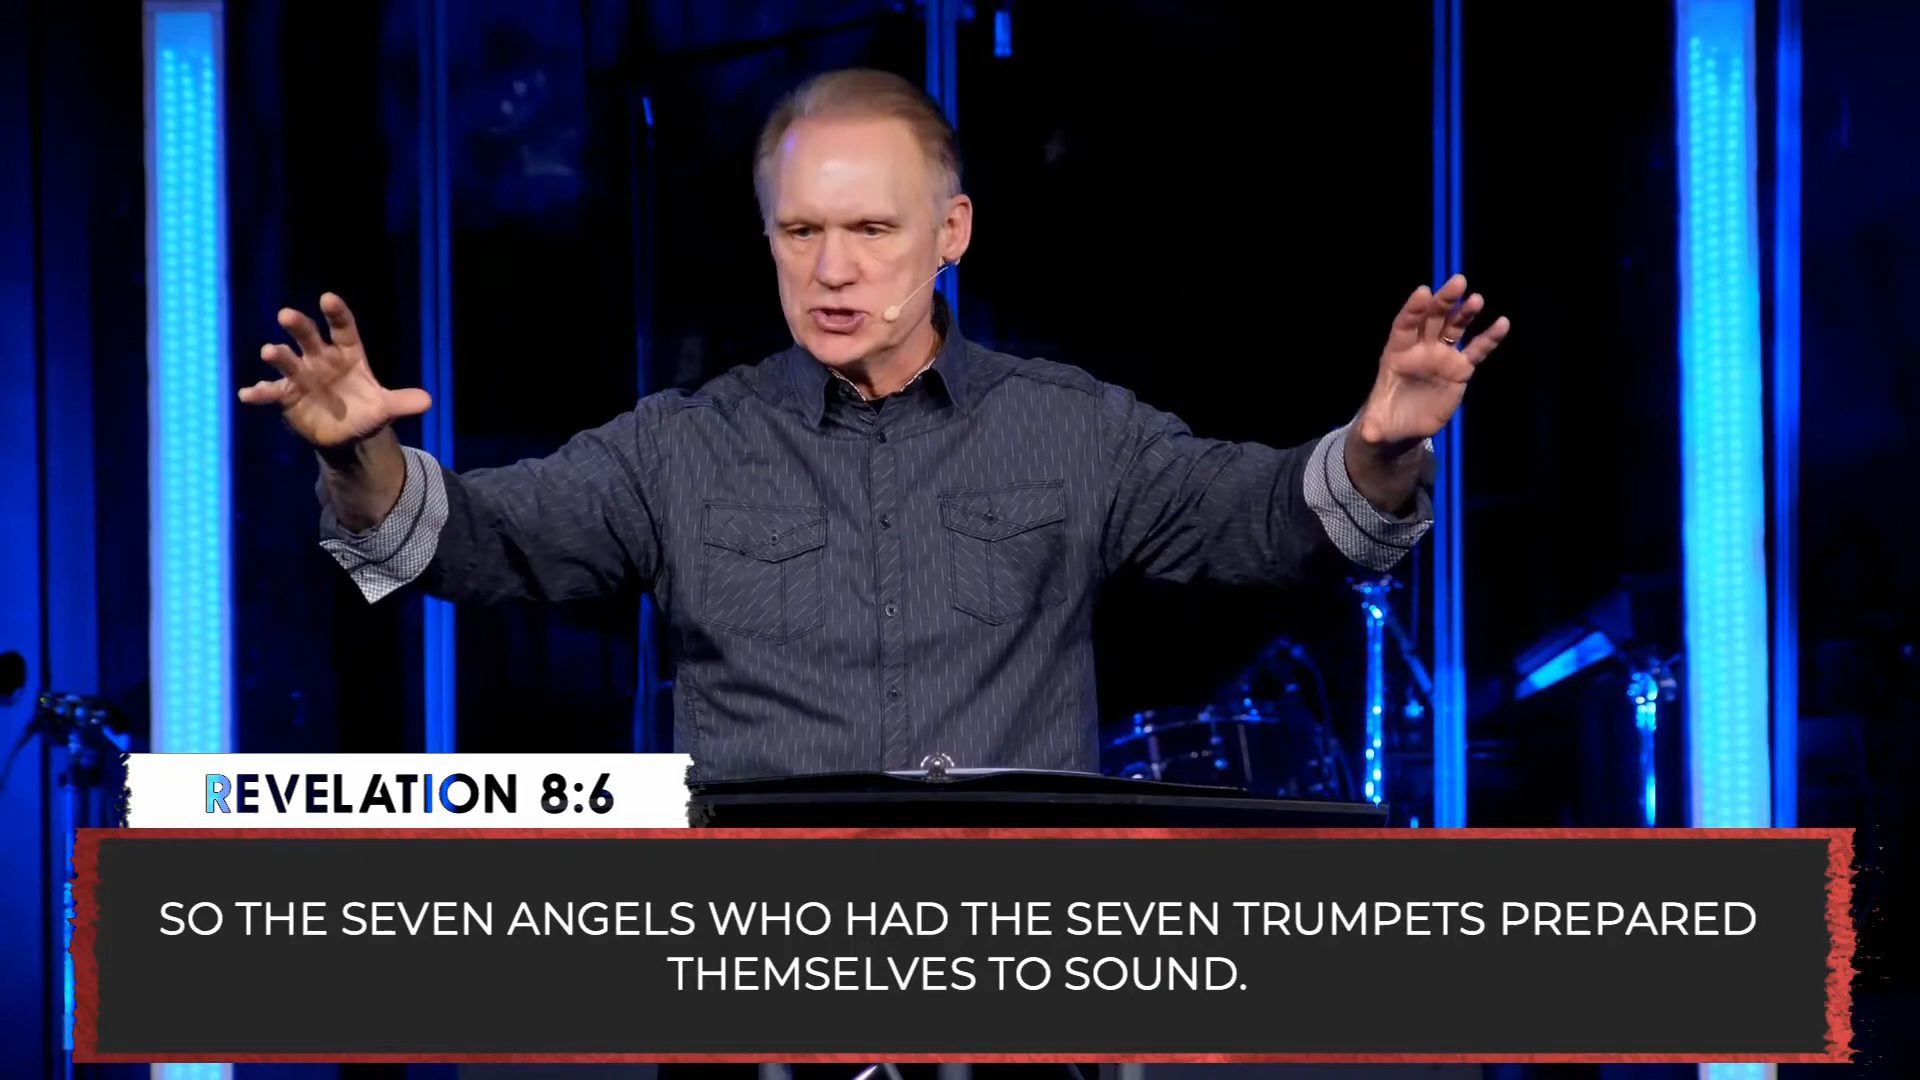 REVELATION 8:6
SO THE SEVEN ANGELS WHO HAD THE SEVEN TRUMPETS PREPARED
THEMSELVES TO SOUND.